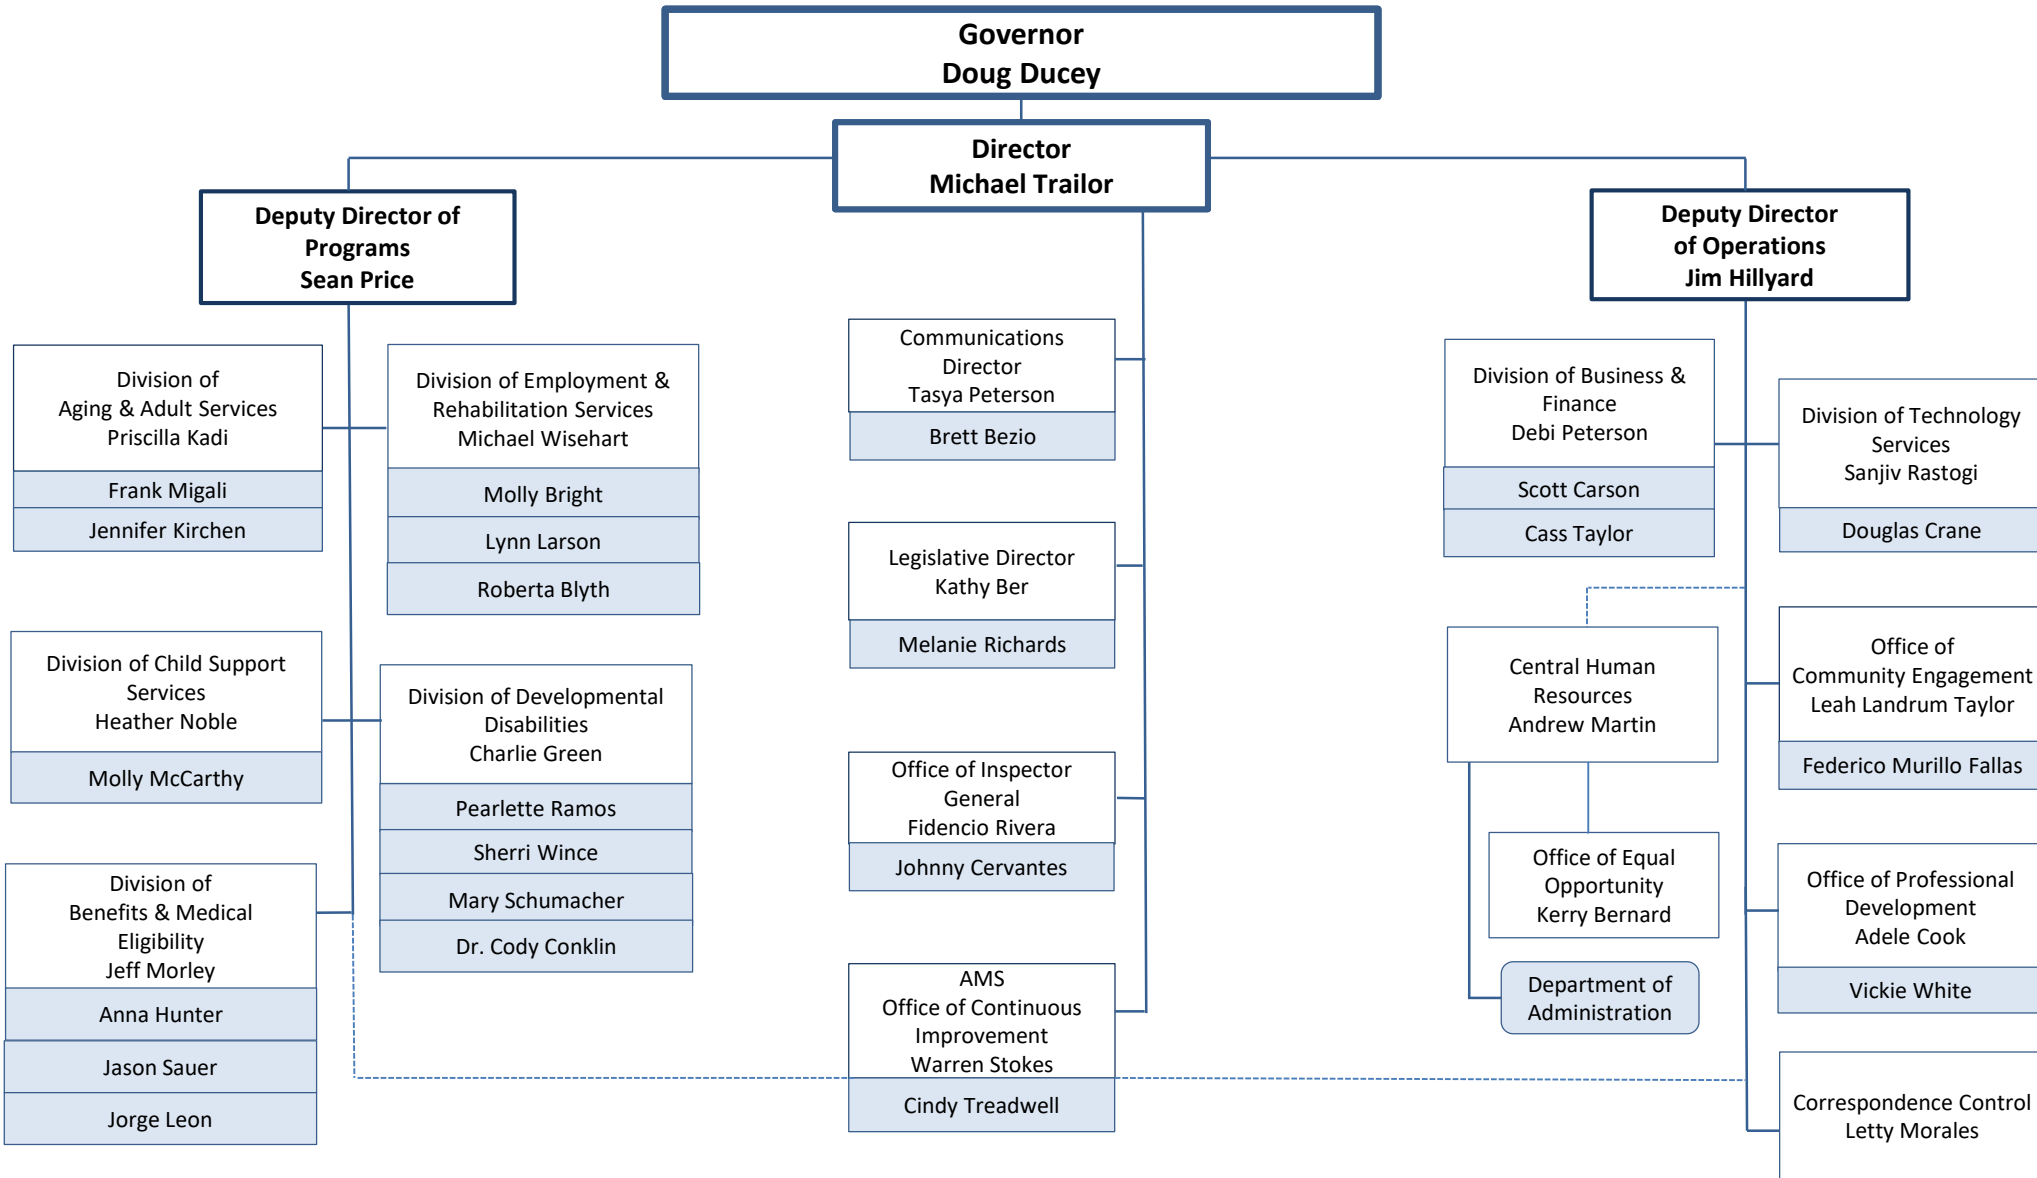 Governor
Doug Ducey
Director
Michael Trailor
Deputy Director of
Programs
Sean Price
Deputy Director
of Operations
Jim Hillyard
Division of
Aging & Adult Services
Priscilla Kadi
Frank Migali
Jennifer Kirchen
Division of Employment &
Rehabilitation Services
Michael Wisehart
Molly Bright
Lynn Larson
Roberta Blyth
Division of Child Support
Services
Heather Noble
Molly McCarthy
Division of Developmental
Disabilities
Charlie Green
Pearlette Ramos
Sherri Wince
Mary Schumacher
Dr. Cody Conklin
Division of
Benefits & Medical
Eligibility
Jeff Morley
Anna Hunter
Jason Sauer
Jorge Leon
Communications
Director
Tasya Peterson
Brett Bezio
Legislative Director
Kathy Ber
Melanie Richards
Office of Inspector
General
Fidencio Rivera
Johnny Cervantes
AMS
Office of Continuous
Improvement
Warren Stokes
Cindy Treadwell
Division of Business &
Finance
Debi Peterson
Scott Carson
Cass Taylor
Division of Technology
Services
Sanjiv Rastogi
Douglas Crane
Central Human
Resources
Andrew Martin
Office of Equal
Opportunity
Kerry Bernard
Department of
Administration
Office of
Community Engagement
Leah Landrum Taylor
Federico Murillo Fallas
Office of Professional
Development
Adele Cook
Vickie White
Correspondence Control
Letty Morales